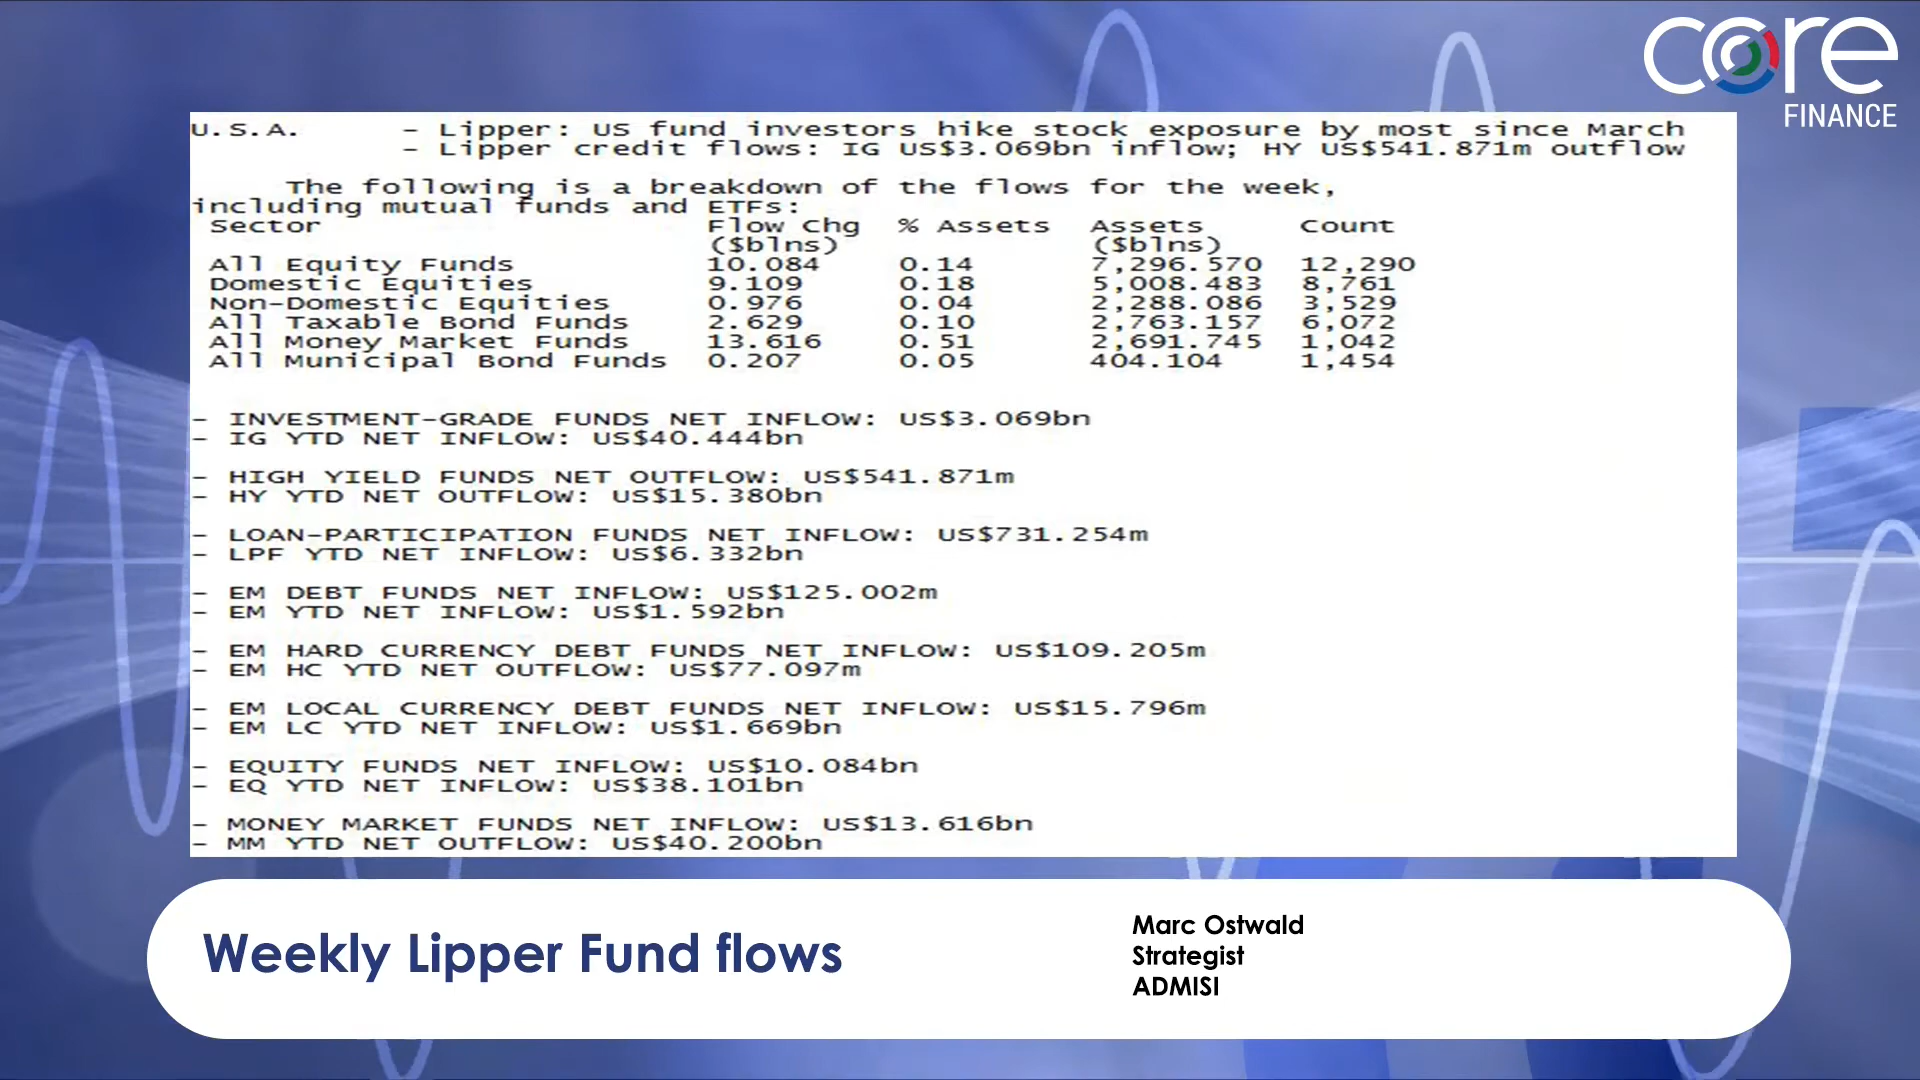 core
FINANCE
U.S.A. - Lipper: US fund investors hike stock exposure by most since March
- Lipper credit flows: IG US$3.069bn inflow; HY US$541.871m outflow
The following is a breakdown of the flows for the week,
including mutual funds and ETFs:
Sector Flow Chg % Assets Assets Count
($blns) ($blns)
All Equity Funds 10.084 0.14 7,296.570 12,290
Domestic Equities 9.109 0.18 5,008.483 8,761
Non-Domestic Equities 0.976 0.04 2,288.086 3,529
All Taxable Bond Funds 2.629 0.10 2,763.157 6,072
All Money Market Funds 13.616 0.51 2,691.745 1,042
All Municipal Bond Funds 0.207 0.05 404.104 1,454
- INVESTMENT-GRADE FUNDS NET INFLOW: US$3.069bn
- IG YTD NET INFLOW: US$40.444bn
- HIGH YIELD FUNDS NET OUTFLOW: US$541.871m
- HY YTD NET OUTFLOW: US$15.380bn
- LOAN-PARTICIPATION FUNDS NET INFLOW: US$731.254m
- LPF YTD NET INFLOW: US$6.332bn
- EM DEBT FUNDS NET INFLOW: US$125.002m
- EM YTD NET INFLOW: US$1.592bn
- EM HARD CURRENCY DEBT FUNDS NET INFLOW: US$109.205m
- EM HC YTD NET OUTFLOW: US$77.097m
- EM LOCAL CURRENCY DEBT FUNDS NET INFLOW: US$15.796m
- EM LC YTD NET INFLOW: US$1.669bn
- EQUITY FUNDS NET INFLOW: US$10.084bn
- EQ YTD NET INFLOW: US$38.101bn
- MONEY MARKET FUNDS NET INFLOW: US$13.616bn
- MM YTD NET OUTFLOW: US$40.200bn
Weekly Lipper Fund flows
Marc Ostwald
Strategist
ADMISI